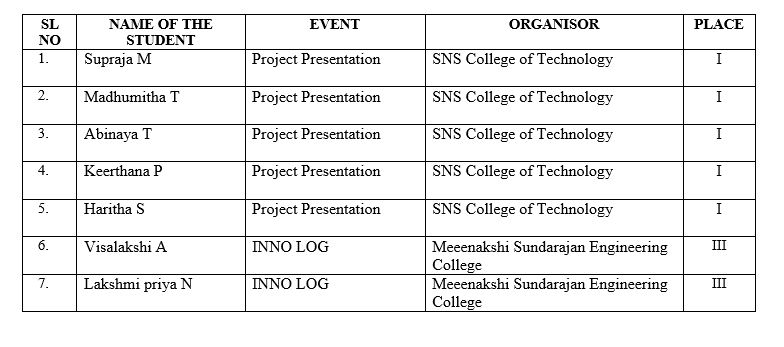 SL NO NAME OF THE STUDENT EVENT ORGANISOR PLACE
1. Supraja M Project Presentation SNS College of Technology I
2. Madhumitha T Project Presentation SNS College of Technology I
3. Abinaya T Project Presentation SNS College of Technology I
4. Keerthana P Project Presentation SNS College of Technology I
5. Haritha S Project Presentation SNS College of Technology I
6. Visalakshi A INNO LOG Meeenakshi Sundarajan Engineering College III
7. Lakshmi priya N INNO LOG Meeenakshi Sundarajan Engineering College III